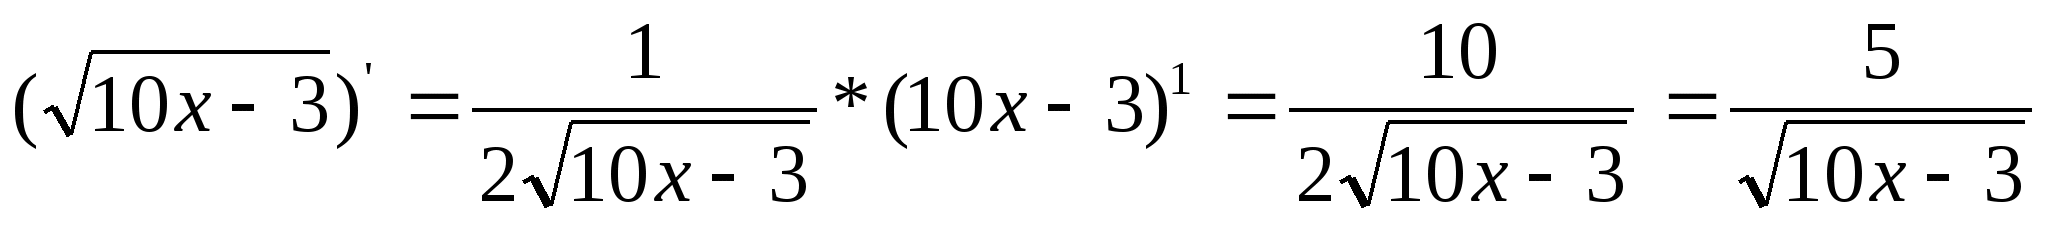 (√(10x - 3))' = 1/(2√(10x - 3)) * (10x - 3)¹ = 10/(2√(10x - 3)) = 5/√(10x - 3)